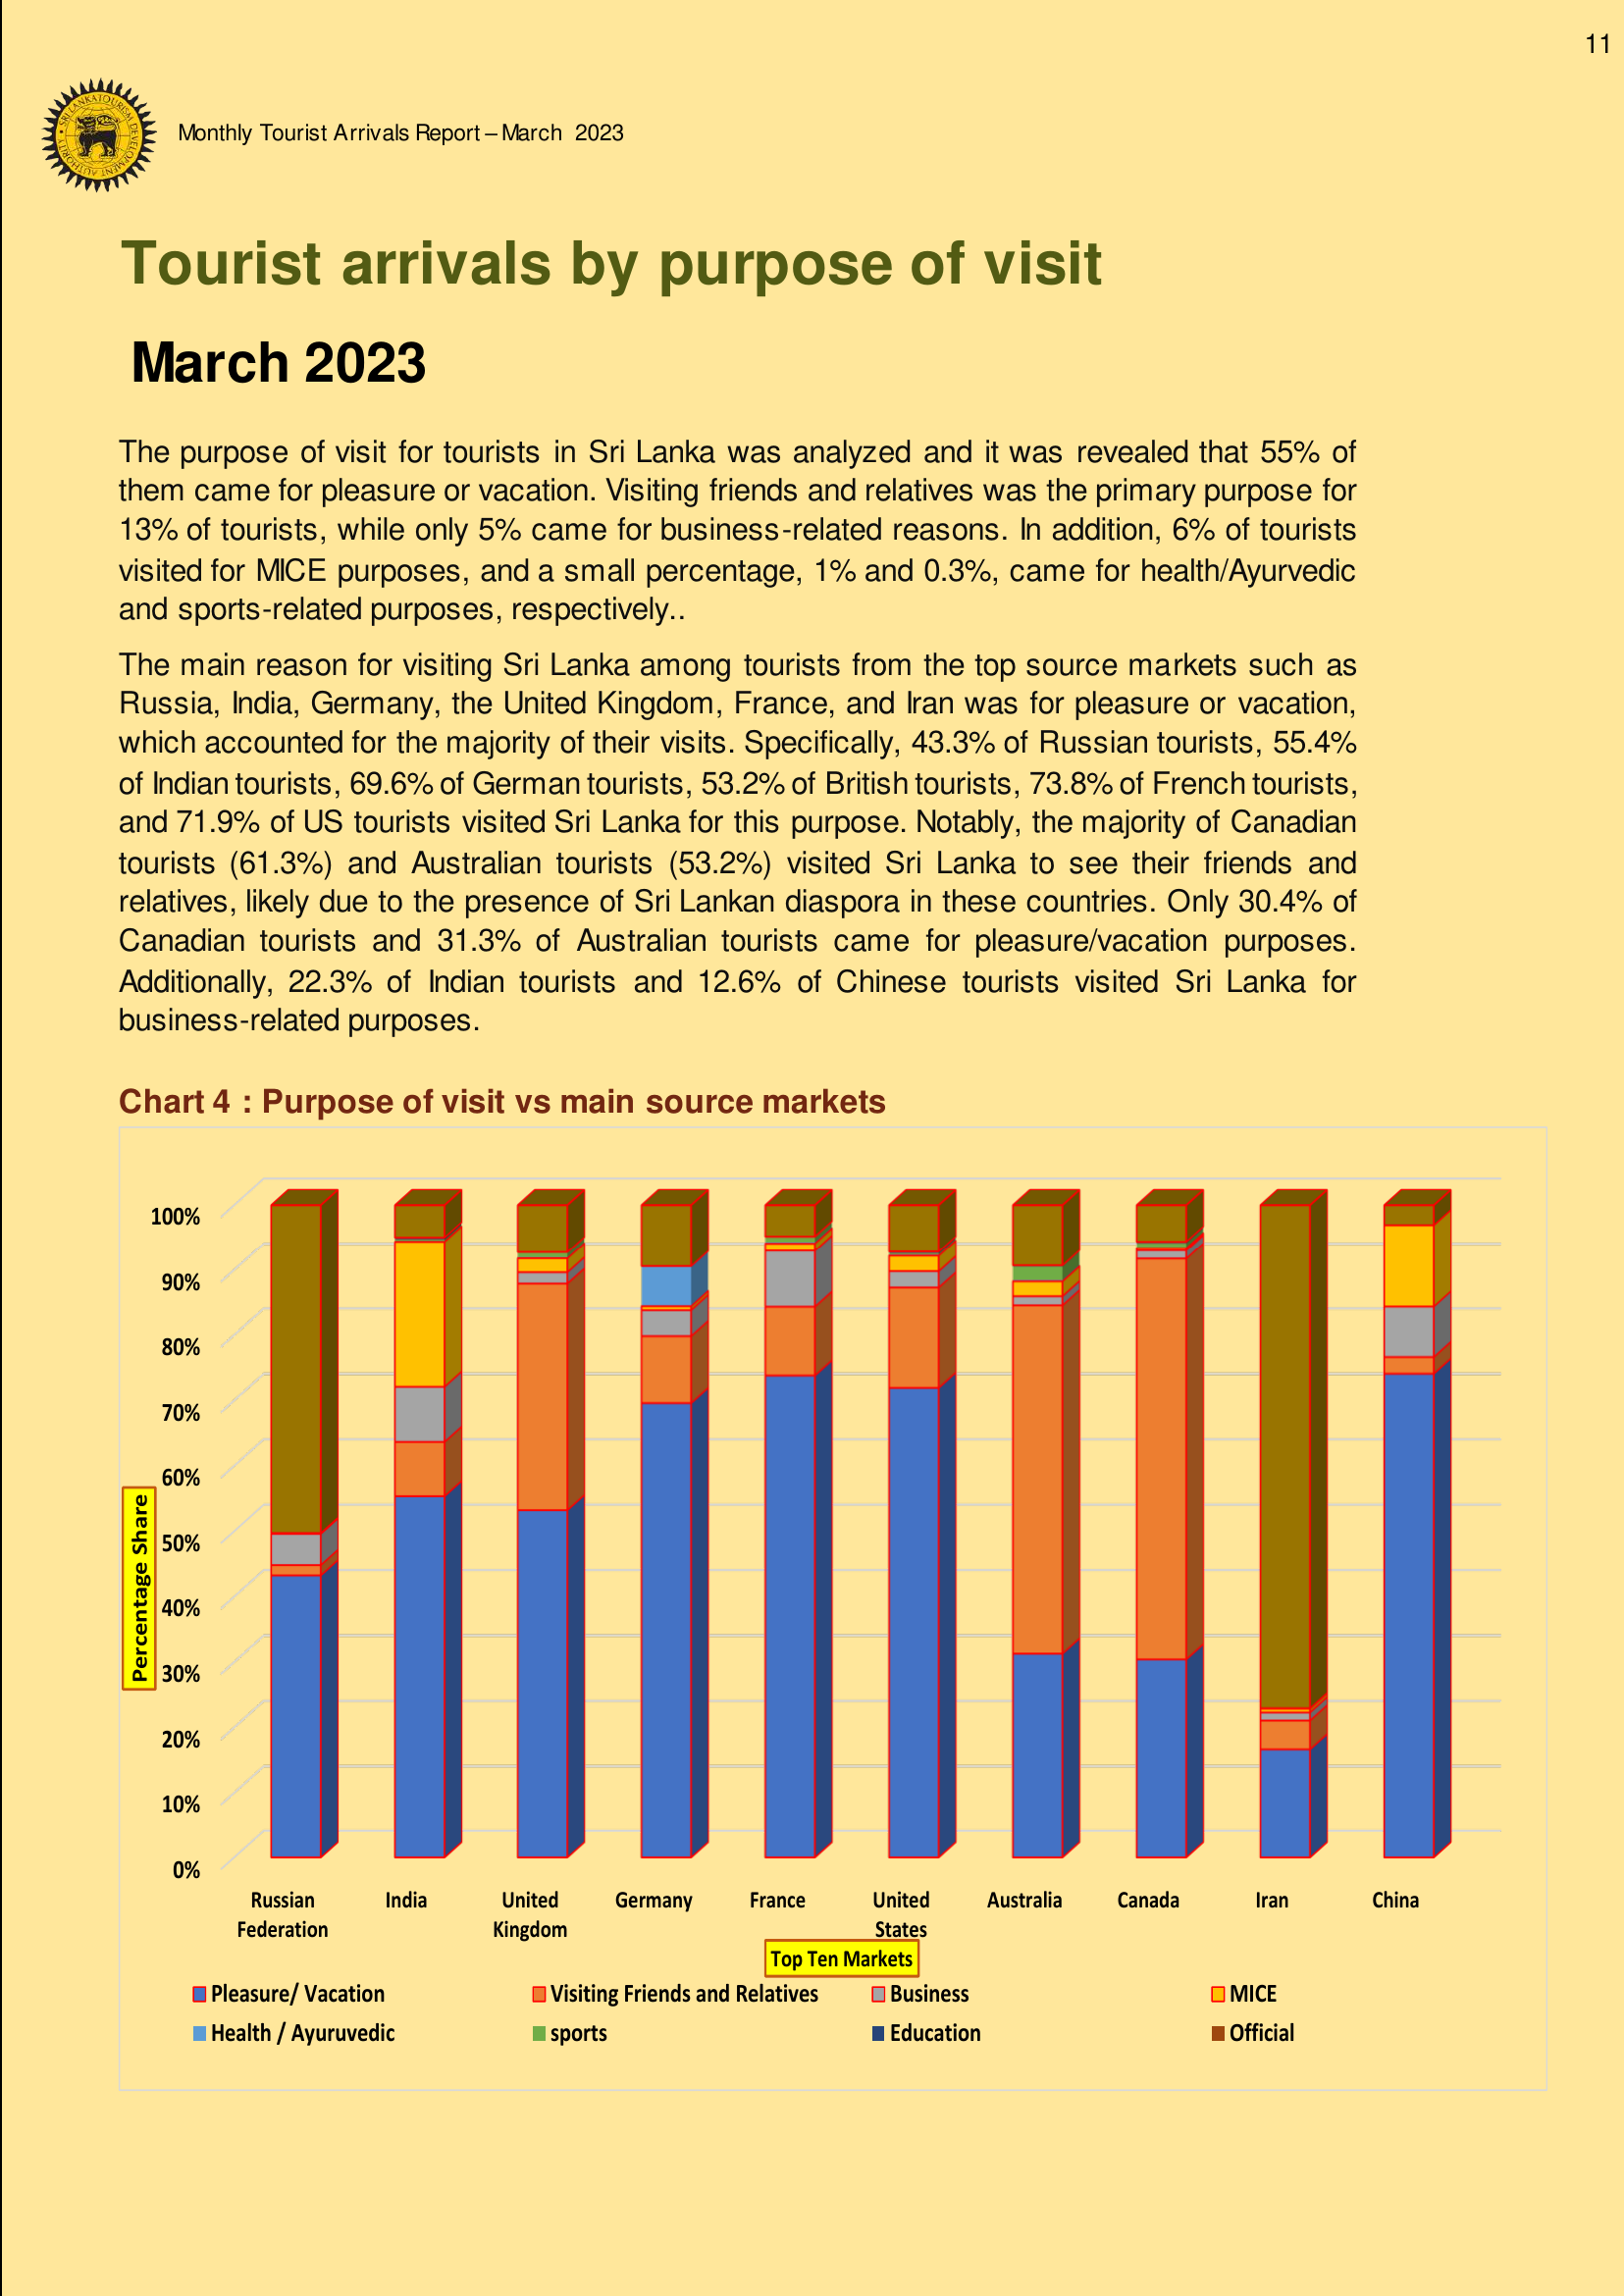 11
SRI LANKA TOURISM DEVELOPMENT AUTHORITY
Monthly Tourist Arrivals Report – March 2023
Tourist arrivals by purpose of visit
March 2023
The purpose of visit for tourists in Sri Lanka was analyzed and it was revealed that 55% of
them came for pleasure or vacation. Visiting friends and relatives was the primary purpose for
13% of tourists, while only 5% came for business-related reasons. In addition, 6% of tourists
visited for MICE purposes, and a small percentage, 1% and 0.3%, came for health/Ayurvedic
and sports-related purposes, respectively..
The main reason for visiting Sri Lanka among tourists from the top source markets such as
Russia, India, Germany, the United Kingdom, France, and Iran was for pleasure or vacation,
which accounted for the majority of their visits. Specifically, 43.3% of Russian tourists, 55.4%
of Indian tourists, 69.6% of German tourists, 53.2% of British tourists, 73.8% of French tourists,
and 71.9% of US tourists visited Sri Lanka for this purpose. Notably, the majority of Canadian
tourists (61.3%) and Australian tourists (53.2%) visited Sri Lanka to see their friends and
relatives, likely due to the presence of Sri Lankan diaspora in these countries. Only 30.4% of
Canadian tourists and 31.3% of Australian tourists came for pleasure/vacation purposes.
Additionally, 22.3% of Indian tourists and 12.6% of Chinese tourists visited Sri Lanka for
business-related purposes.
Chart 4 : Purpose of visit vs main source markets
100%
90%
80%
70%
60%
50%
40%
30%
20%
10%
0%
Percentage Share
Russian Federation
India
United Kingdom
Germany
France
United States
Australia
Canada
Iran
China
Top Ten Markets
Pleasure/ Vacation
Visiting Friends and Relatives
Business
MICE
Health / Ayuruvedic
sports
Education
Official